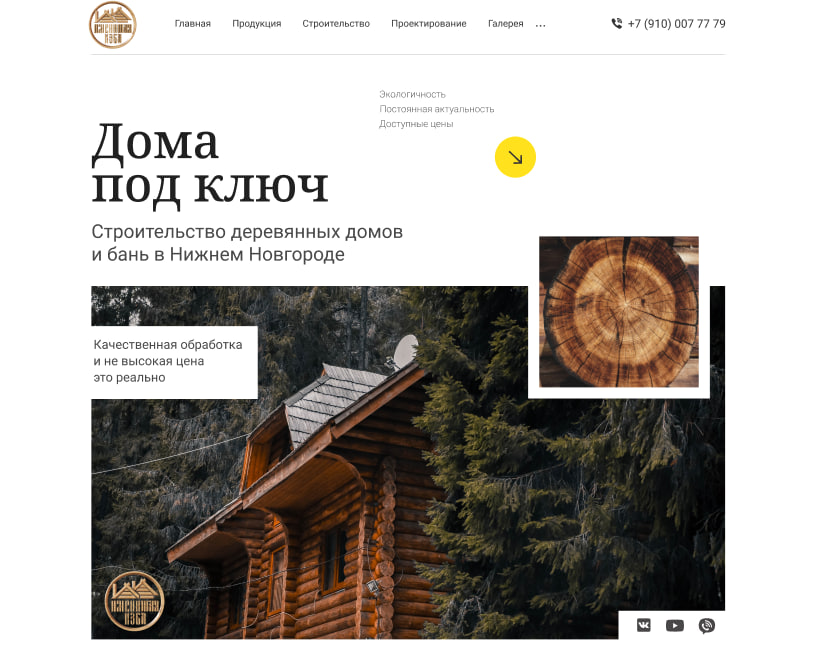 Главная Продукция Строительство Проектирование Галерея ... +7 (910) 007 77 79
Экологичность
Постоянная актуальность
Доступные цены
Дома
под ключ
Строительство деревянных домов
и бань в Нижнем Новгороде
Качественная обработка
и не высокая цена
это реально